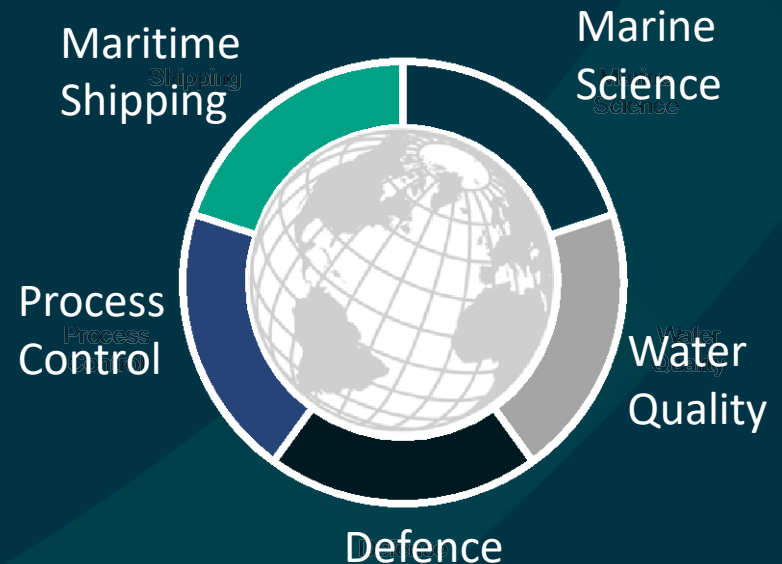 Maritime
Shipping
Marine
Science
Process
Control
Water
Quality
Defence